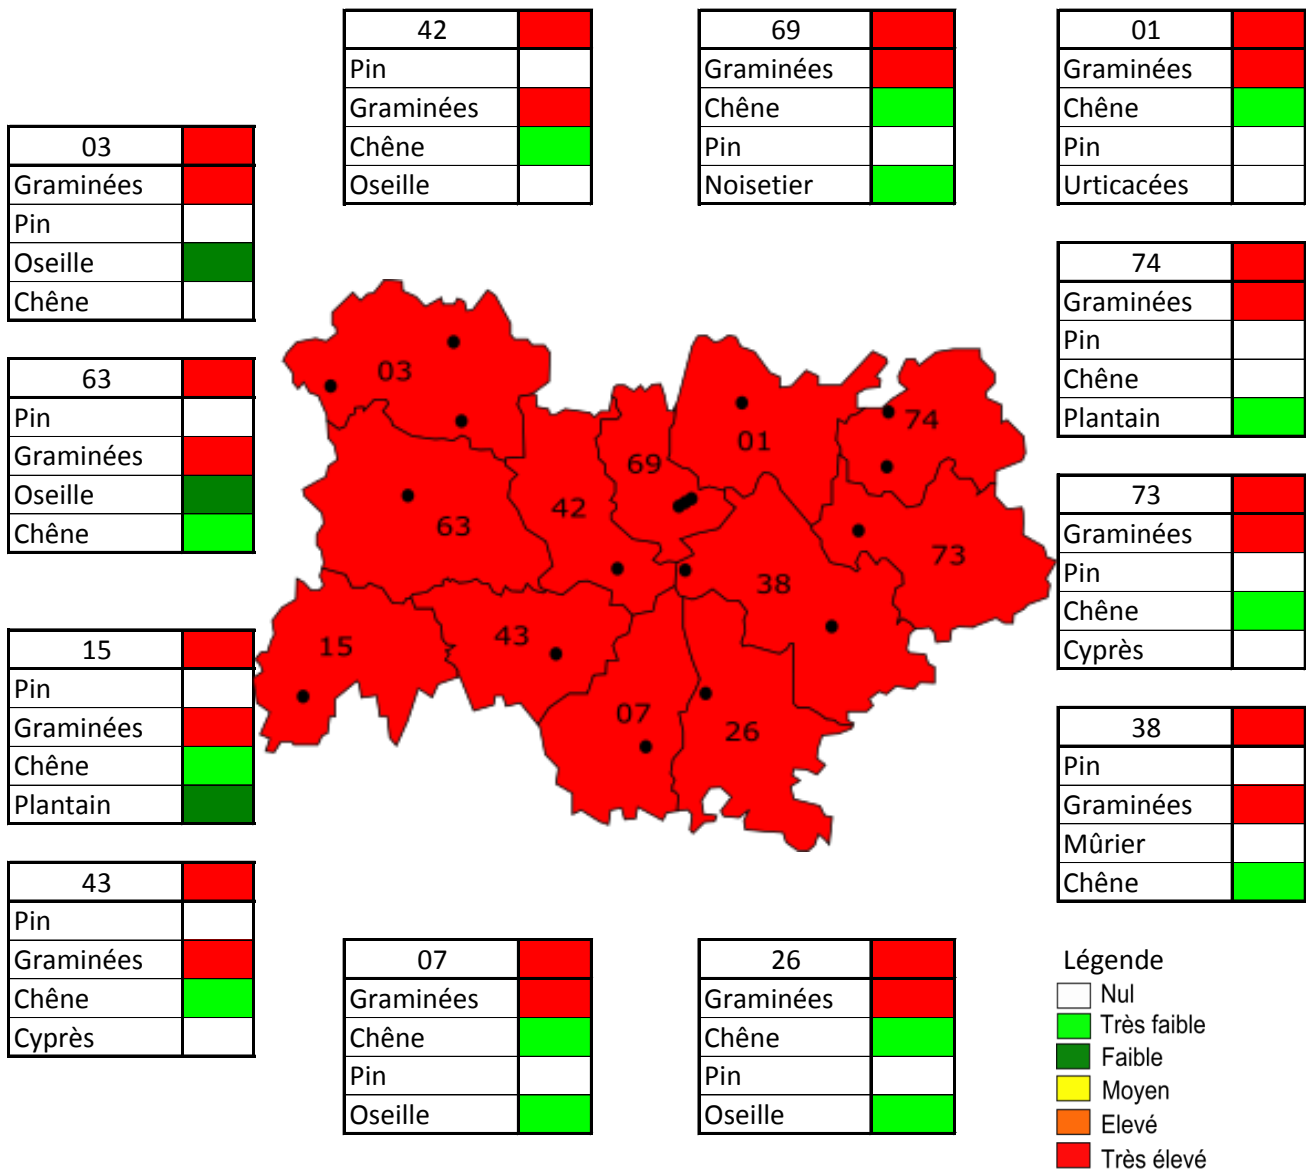 42
Pin
Graminées
Chêne
Oseille
69
Graminées
Chêne
Pin
Noisetier
01
Graminées
Chêne
Pin
Urticacées
03
Graminées
Pin
Oseille
Chêne
74
Graminées
Pin
Chêne
Plantain
63
Pin
Graminées
Oseille
Chêne
73
Graminées
Pin
Chêne
Cyprès
15
Pin
Graminées
Chêne
Plantain
38
Pin
Graminées
Mûrier
Chêne
43
Pin
Graminées
Chêne
Cyprès
07
Graminées
Chêne
Pin
Oseille
26
Graminées
Chêne
Pin
Oseille
03
74
01
69
42
63
73
38
43
15
07
26
Légende
Nul
Très faible
Faible
Moyen
Elevé
Très élevé